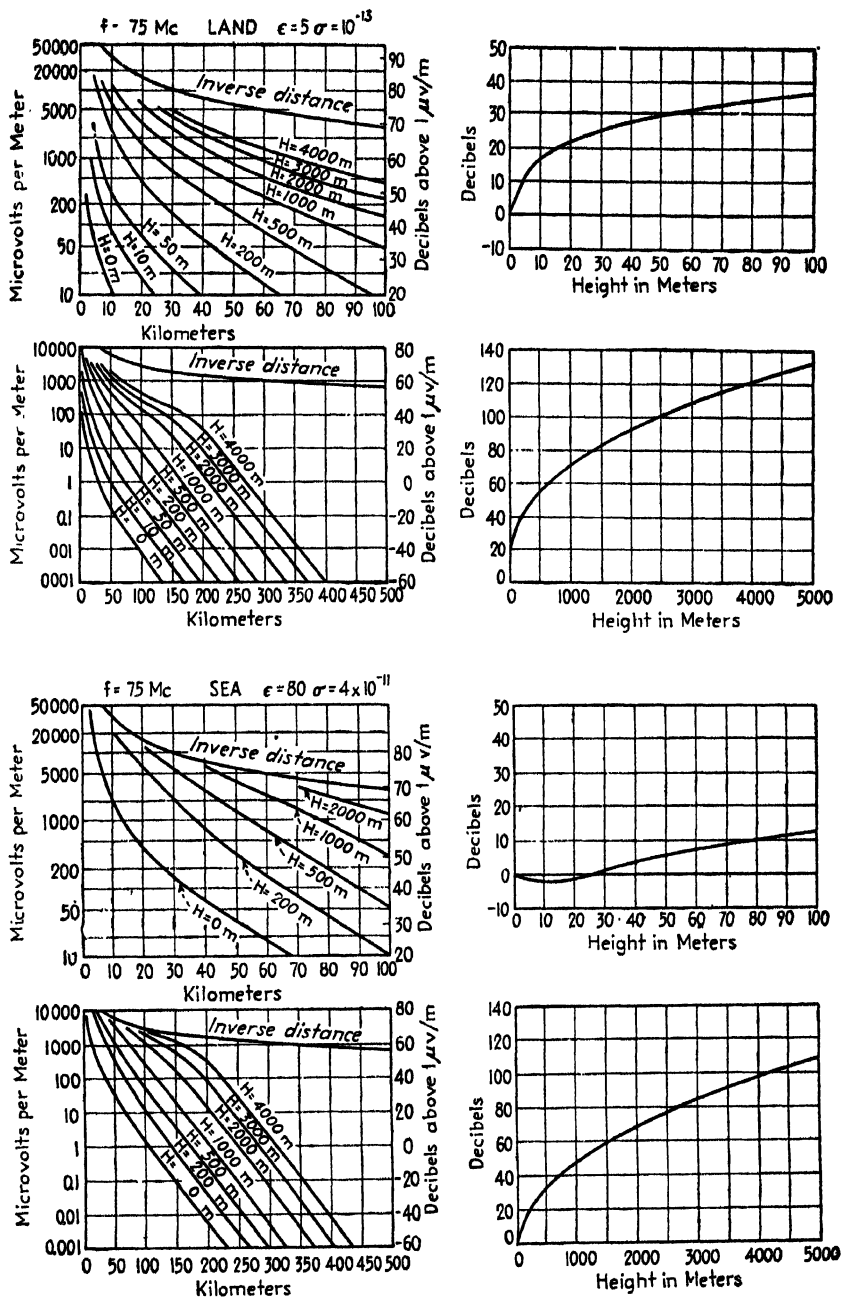 f - 75 Mc LAND ϵ=5 σ=10⁻¹³
50000
20000
5000
1000
200
50
10
Microvolts per Meter
Inverse distance
H=4000 m
H=3000 m
H=2000 m
H=1000 m
H=500 m
H=200 m
H=50 m
H=10 m
H=0 m
90
80
70
60
50
40
30
20
Decibels above 1 μv/m
0 10 20 30 40 50 60 70 80 90 100
Kilometers
50
40
30
20
10
0
-10
Decibels
0 10 20 30 40 50 60 70 80 100
Height in Meters
10000
1000
100
10
1
0.1
001
0001
Microvolts per Meter
Inverse distance
H=4000 m
H=3000 m
H=2000 m
H=1000 m
H=500 m
H=200 m
H=50 m
H=10 m
H=0 m
80
60
40
20
0
-20
-40
-60
Decibels above 1 μv/m
0 50 100 150 200 250 300 350 400 450 500
Kilometers
140
120
100
80
60
40
20
0
Decibels
0 1000 2000 3000 4000 5000
Height in Meters
f = 75 Mc SEA ϵ=80 σ=4x10⁻¹¹
50000
20000
5000
1000
200
50
10
Microvolts per Meter
Inverse distance
H=2000 m
H=1000 m
H=500 m
H=200 m
H=0 m
80
70
60
50
40
30
20
Decibels above 1 μv/m
0 10 20 30 40 50 60 70 80 90 100
Kilometers
50
40
30
20
10
0
-10
Decibels
0 10 20 30 40 50 60 70 80 90 100
Height in Meters
10000
1000
100
10
1
0.1
0.01
0.001
Microvolts per Meter
Inverse distance
H=4000 m
H=3000 m
H=2000 m
H=1000 m
H=500 m
H=200 m
H=0 m
80
60
40
20
0
-20
-40
-60
Decibels above 1 μv/m
0 50 100 150 200 250 300 350 400 450 500
Kilometers
140
120
100
80
60
40
20
0
Decibels
0 1000 2000 3000 4000 5000
Height in Meters